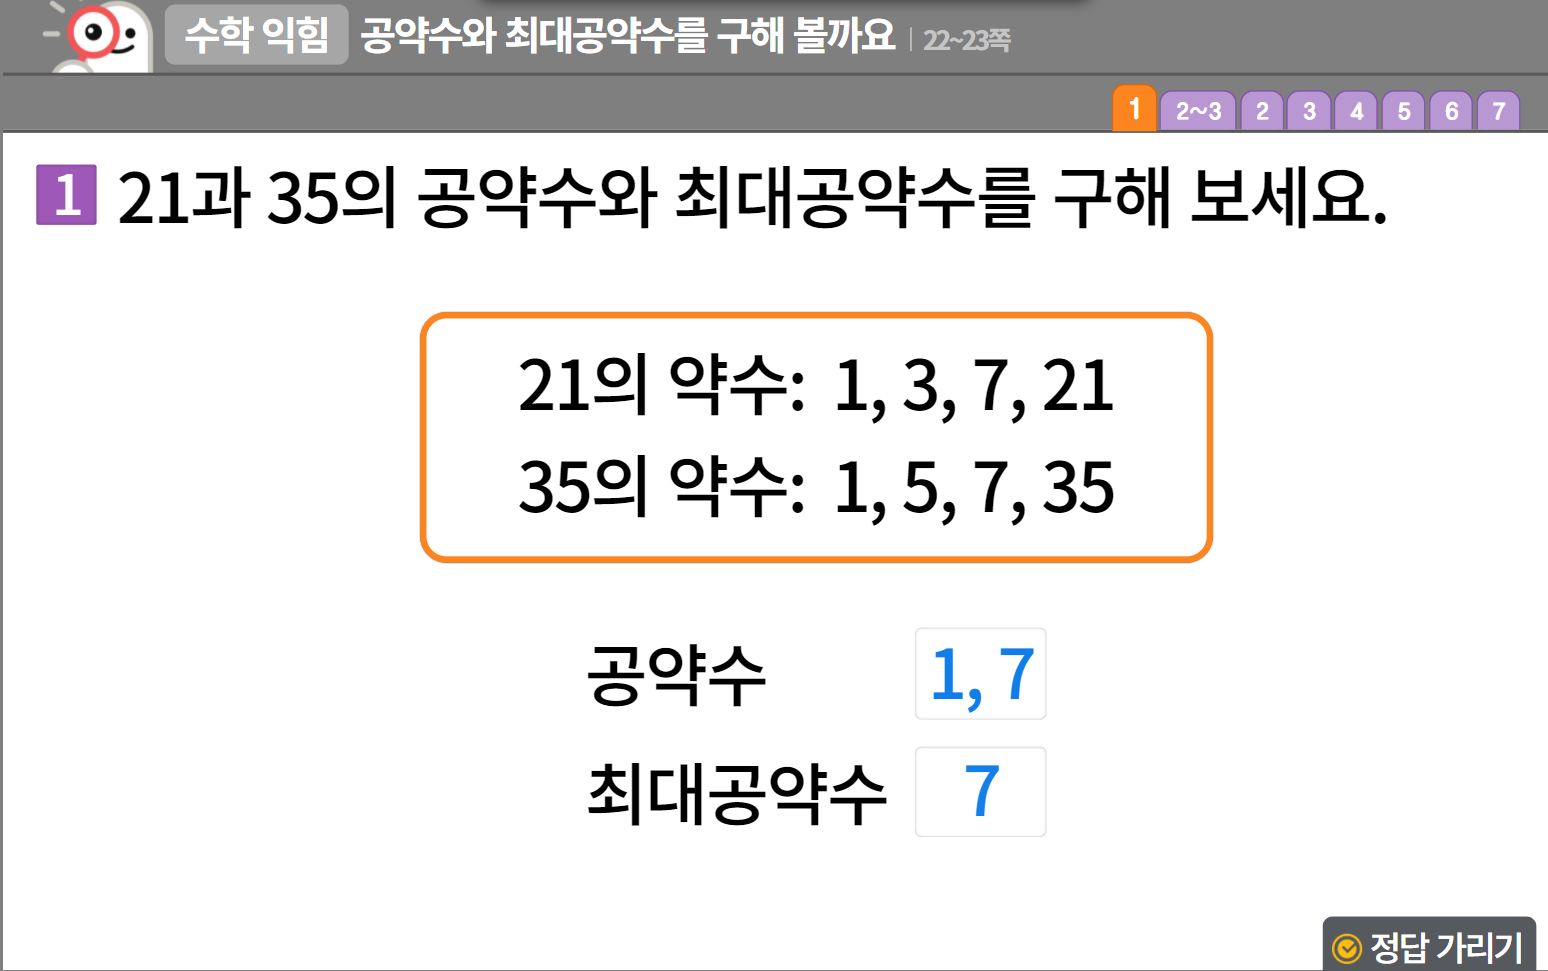 수학 익힘 공약수와 최대공약수를 구해 볼까요 | 22~23쪽
1 2~3 2 3 4 5 6 7
1 21과 35의 공약수와 최대공약수를 구해 보세요.
21의 약수: 1, 3, 7, 21
35의 약수: 1, 5, 7, 35
공약수 1, 7
최대공약수 7
정답 가리기